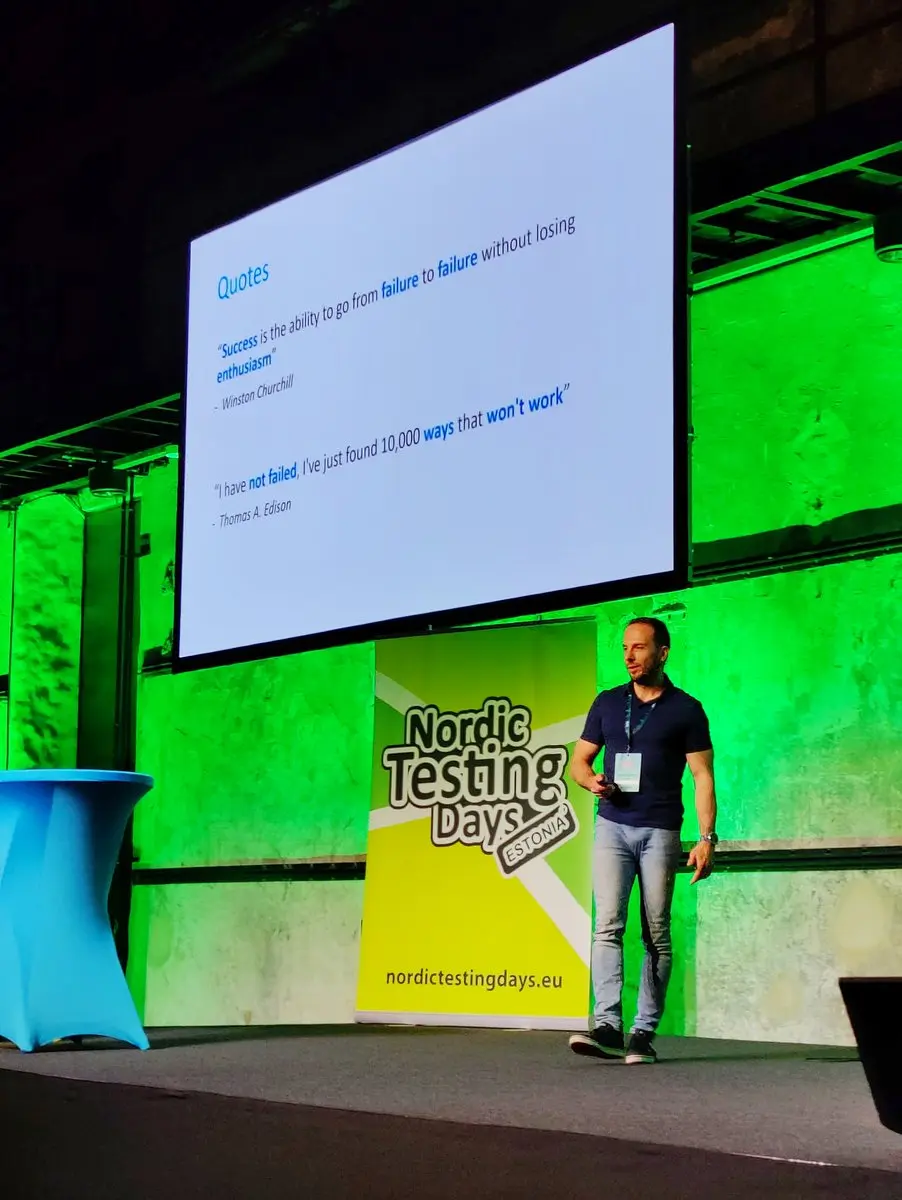 Quotes
“Success is the ability to go from failure to failure without losing
enthusiasm”
- Winston Churchill
“I have not failed, I've just found 10,000 ways that won't work”
- Thomas A. Edison
Nordic
Testing
Days
ESTONIA
nordictestingdays.eu